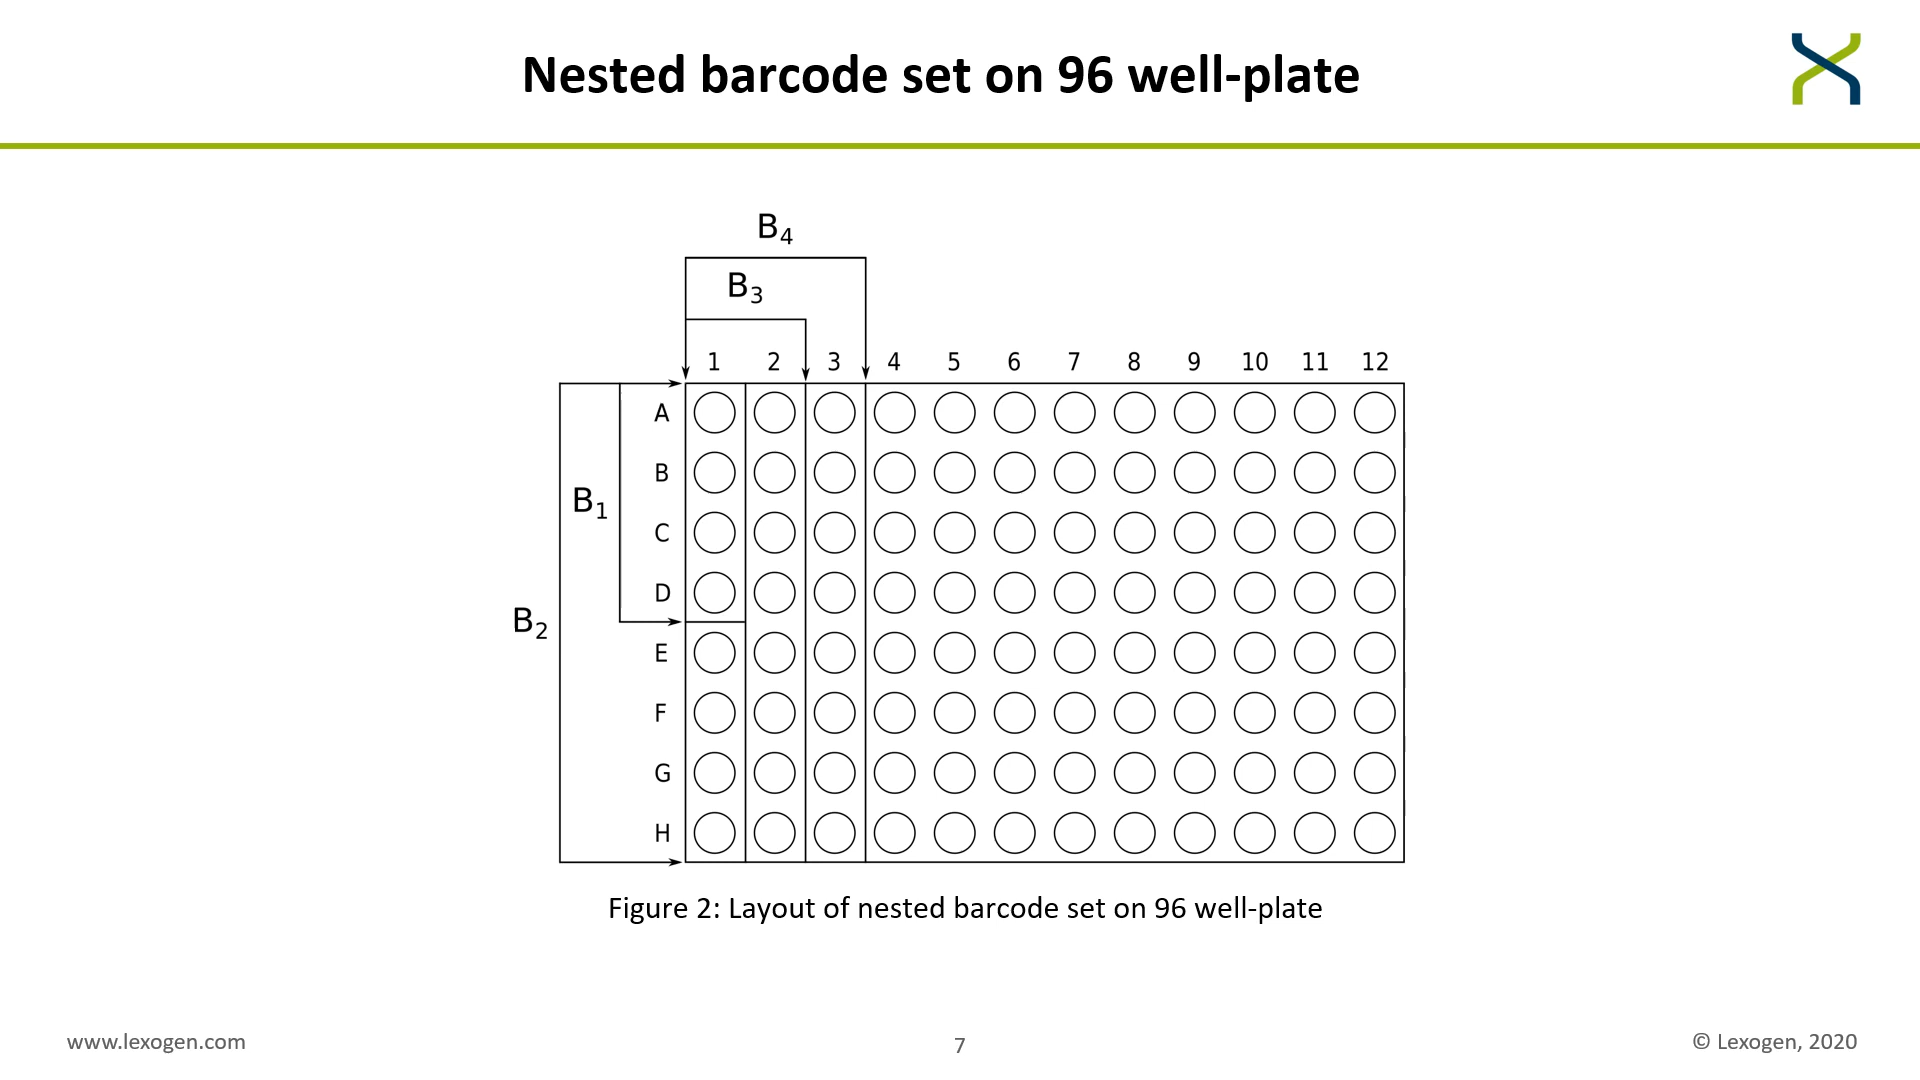 Nested barcode set on 96 well-plate
B4
B3
1 2 3 4 5 6 7 8 9 10 11 12
A
B
B1
C
D
B2
E
F
G
H
Figure 2: Layout of nested barcode set on 96 well-plate
www.lexogen.com 7 © Lexogen, 2020